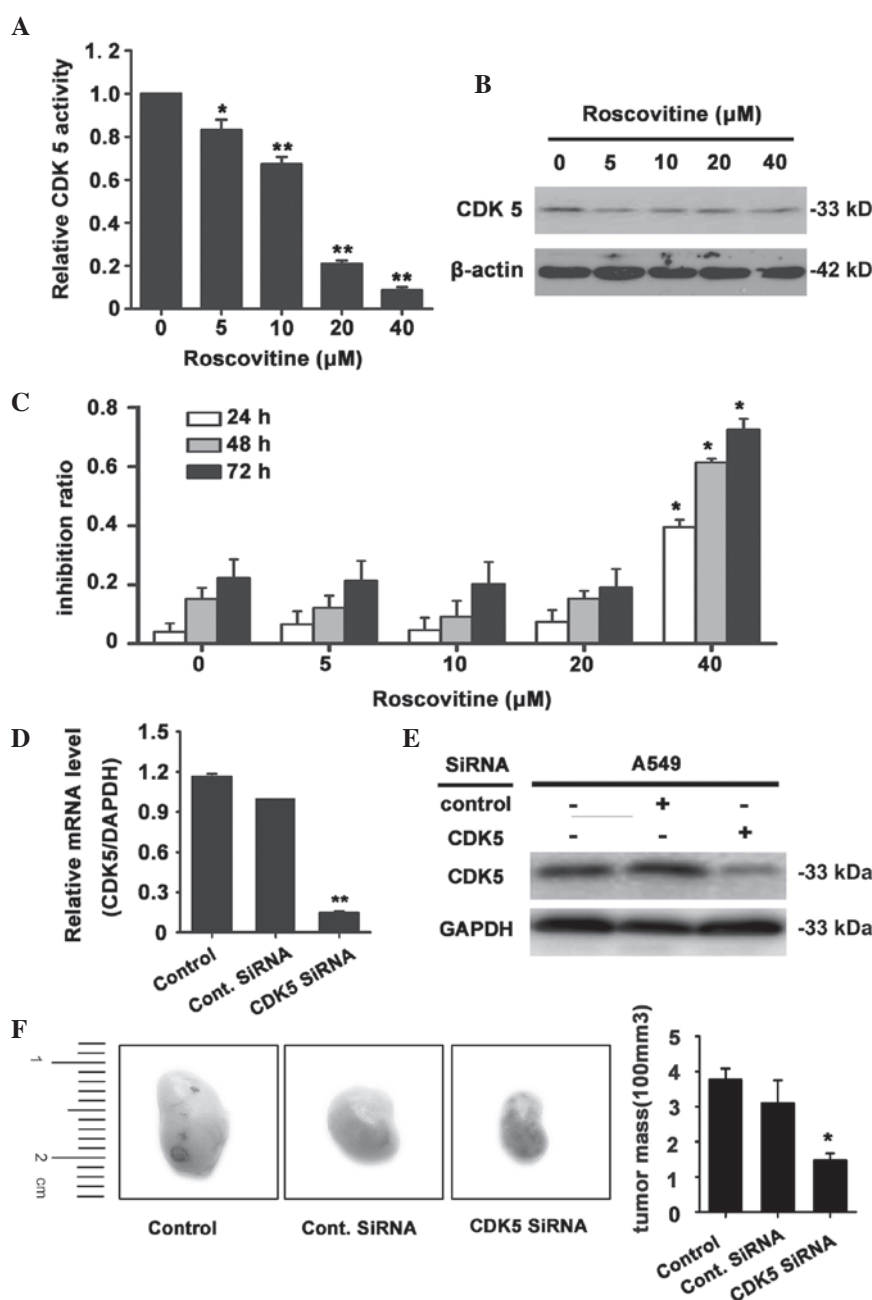 A
Relative CDK 5 activity
1. 2
1.0
0.8
0.6
0.4
0.2
0
*
**
**
**
0 5 10 20 40
Roscovitine (µM)
B
Roscovitine (µM)
0 5 10 20 40
CDK 5 -33 kD
β-actin -42 kD
C
inhibition ratio
0.8
0.6
0.4
0.2
0
24 h
48 h
72 h
*
*
*
0 5 10 20 40
Roscovitine (µM)
D
Relative mRNA level
(CDK5/DAPDH)
1.5
1.2
0.9
0.6
0.3
0
**
Control
Cont. SiRNA
CDK5 SiRNA
E
SiRNA A549
control - + -
CDK5 - - +
CDK5 -33 kDa
GAPDH -33 kDa
F
1
2
cm
Control
Cont. SiRNA
CDK5 SiRNA
tumor mass(100mm3)
5
4
3
2
1
0
*
Control
Cont. SiRNA
CDK5 SiRNA